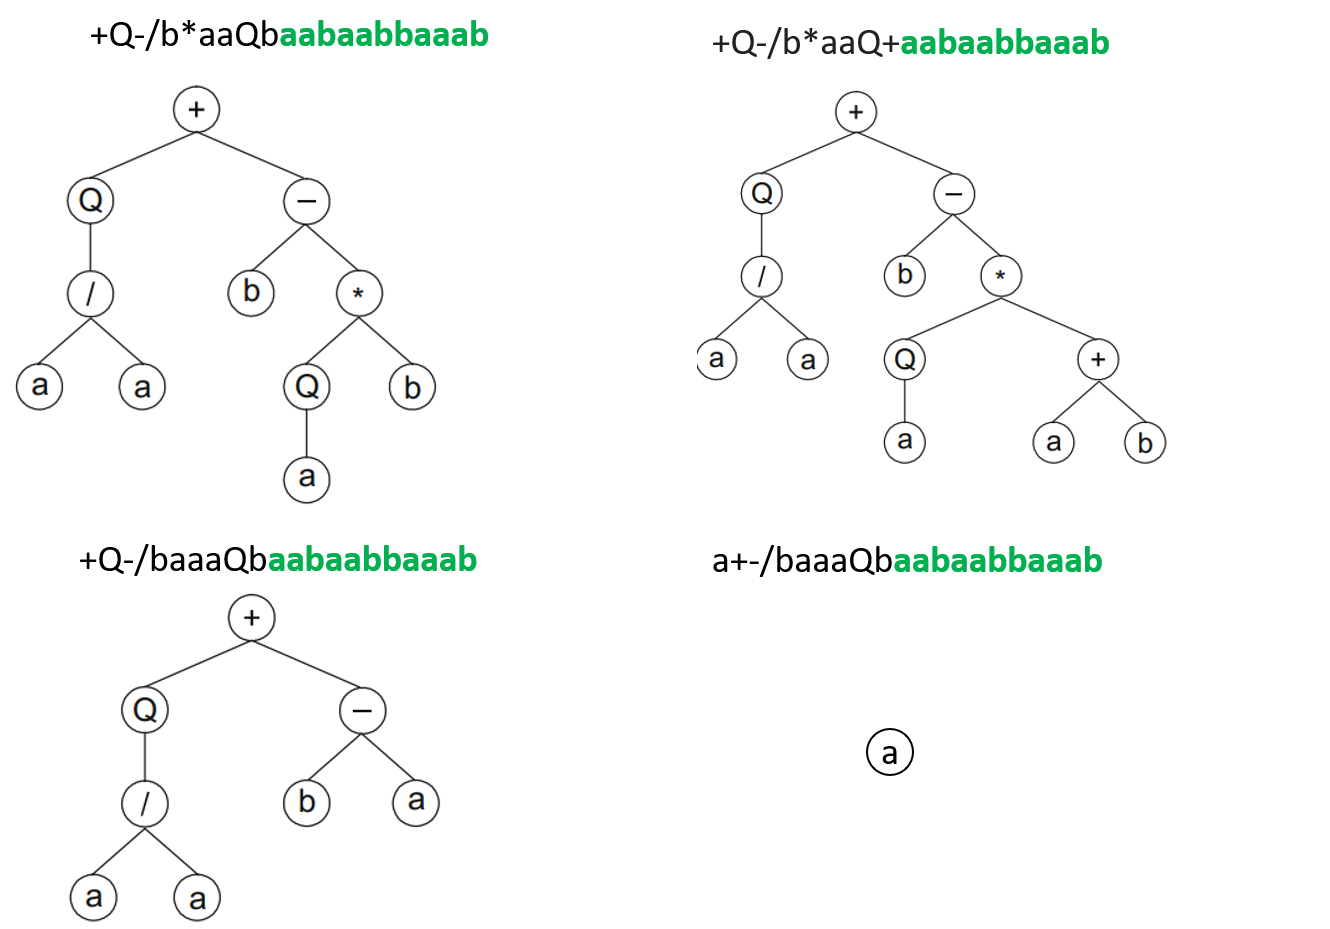 +Q-/b*aaQbaabaabbaaab
+
Q −
/ b *
a a Q b
a
+Q-/b*aaQ+aabaabbaaab
+
Q −
/ b *
a a Q +
a a b
+Q-/baaaQbaabaabbaaab
+
Q −
/ b a
a a
a+-/baaaQbaabaabbaaab
a